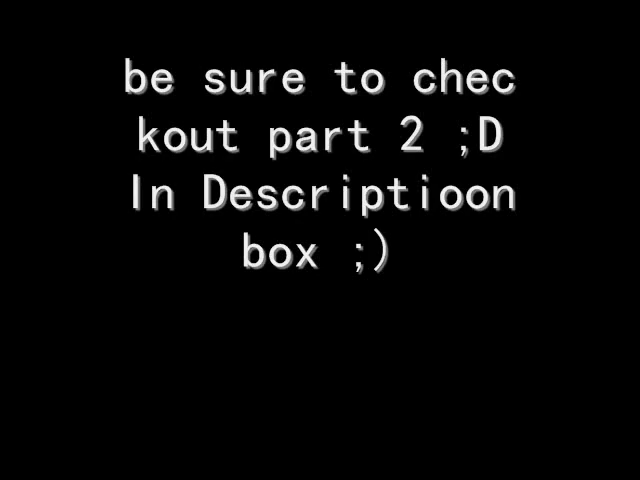 be sure to chec
kout part 2 ;D
In Descriptioon
box ;)